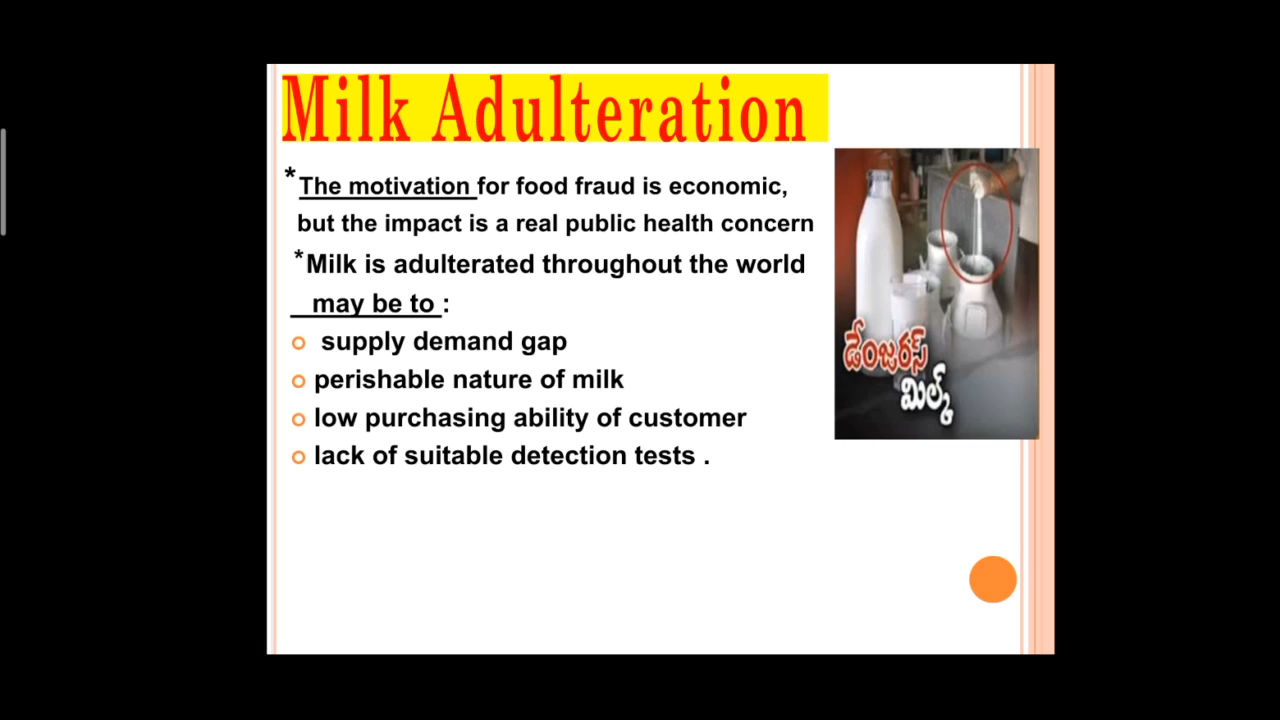 Milk Adulteration
* The motivation for food fraud is economic,
but the impact is a real public health concern
* Milk is adulterated throughout the world
may be to :
supply demand gap
perishable nature of milk
low purchasing ability of customer
lack of suitable detection tests .
డేంజరస్
మిల్క్